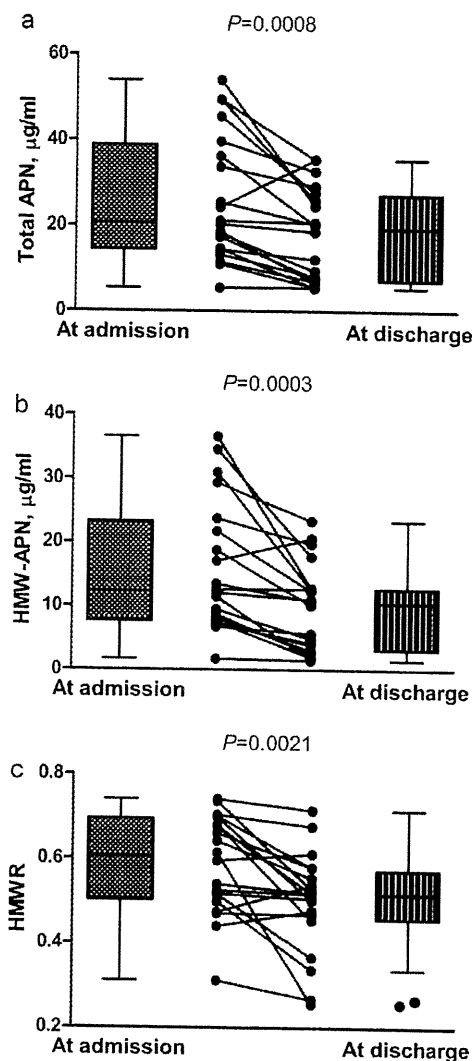 a
P=0.0008
60
40
20
0
Total APN, μg/ml
At admission
At discharge
b
P=0.0003
40
30
20
10
0
HMW-APN, μg/ml
At admission
At discharge
c
P=0.0021
0.8
0.6
0.4
0.2
HMWR
At admission
At discharge